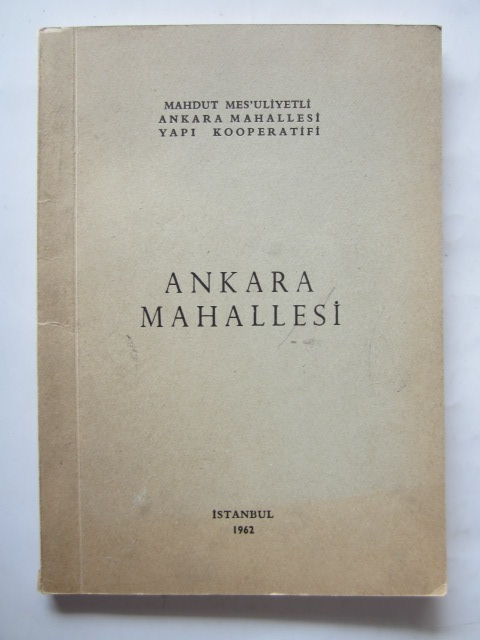 MAHDUT MES'ULİYETLİ
ANKARA MAHALLESİ
YAPI KOOPERATİFİ
ANKARA
MAHALLESİ
İSTANBUL
1962